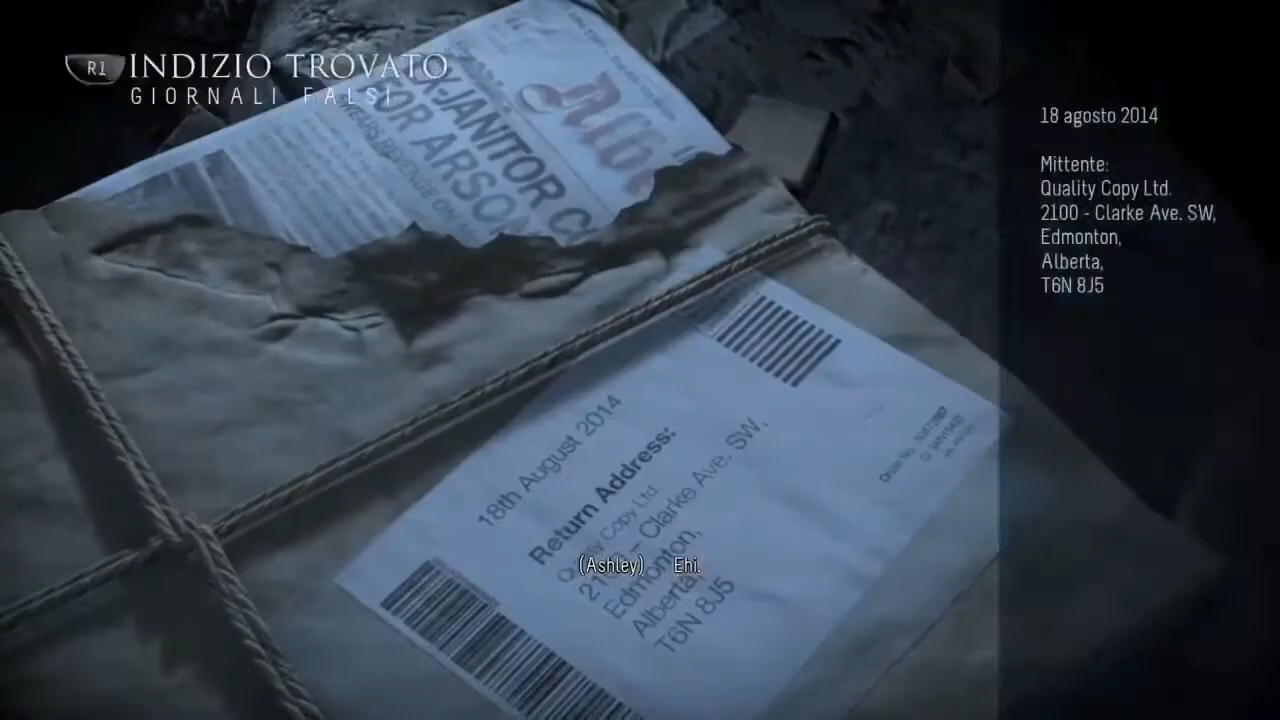 R1 INDIZIO TROVATO
GIORNALI FALSI
18 agosto 2014
Mittente:
Quality Copy Ltd.
2100 - Clarke Ave. SW,
Edmonton,
Alberta,
T6N 8J5
X-JANITOR
FOR ARSON
REVENGE
18th August 2014
Return Address:
Quality Copy Ltd.
2100 – Clarke Ave. SW,
Edmonton,
Alberta,
T6N 8J5
(Ashley) Ehi.